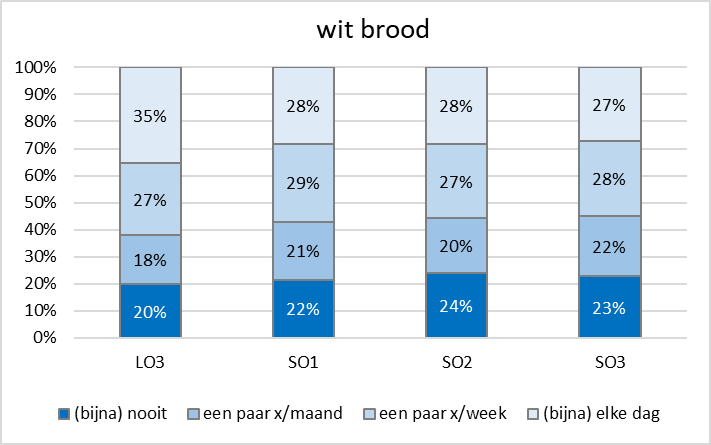 wit brood
100%
90%
80%
70%
60%
50%
40%
30%
20%
10%
0%
35% 28% 28% 27%
27% 29% 27% 28%
18% 21% 20% 22%
20% 22% 24% 23%
LO3 SO1 SO2 SO3
(bijna) nooit een paar x/maand een paar x/week (bijna) elke dag